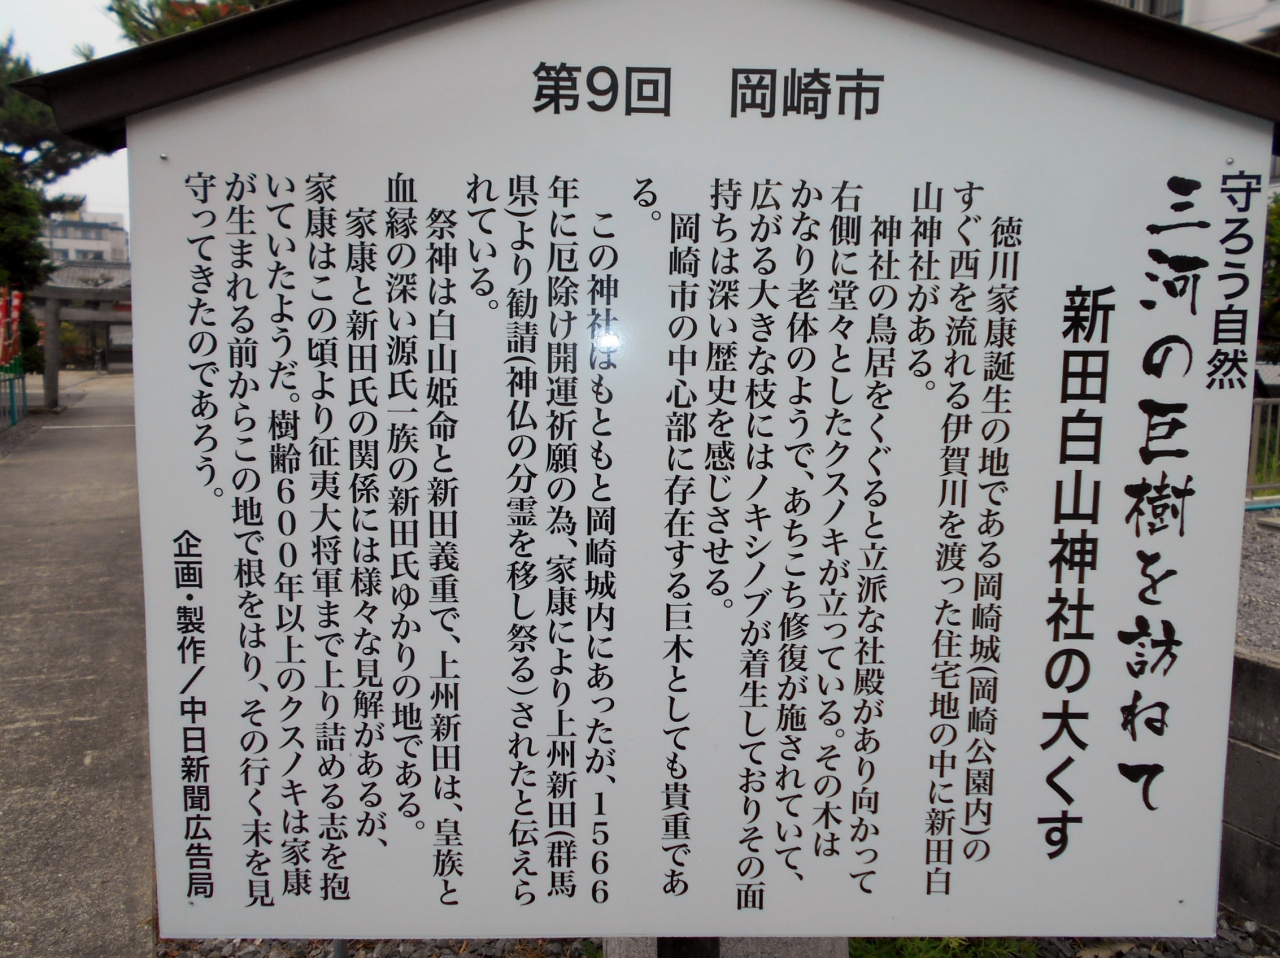 第9回 岡崎市
守ろう自然
三河の巨樹を訪ねて
新田白山神社の大くす
徳川家康誕生の地である岡崎城(岡崎公園内)の
すぐ西を流れる伊賀川を渡った住宅地の中に新田白
山神社がある。
神社の鳥居をくぐると立派な社殿があり向かって
右側に堂々としたクスノキが立っている。その木は
かなり老体のようで、あちこち修復が施されていて、
広がる大きな枝にはノキシノブが着生しておりその面
持ちは深い歴史を感じさせる。
岡崎市の中心部に存在する巨木としても貴重であ
る。
この神社はもともと岡崎城内にあったが、1566
年に厄除け開運祈願の為、家康により上州新田(群馬
県)より勧請(神仏の分霊を移し祭る)されたと伝えら
れている。
祭神は白山姫命と新田義重で、上州新田は、皇族と
血縁の深い源氏一族の新田氏ゆかりの地である。
家康と新田氏の関係には様々な見解があるが、
家康はこの頃より征夷大将軍まで上り詰める志を抱
いていたようだ。樹齢600年以上のクスノキは家康
が生まれる前からこの地で根をはり、その行く末を見
守ってきたのであろう。
企画・製作/中日新聞広告局